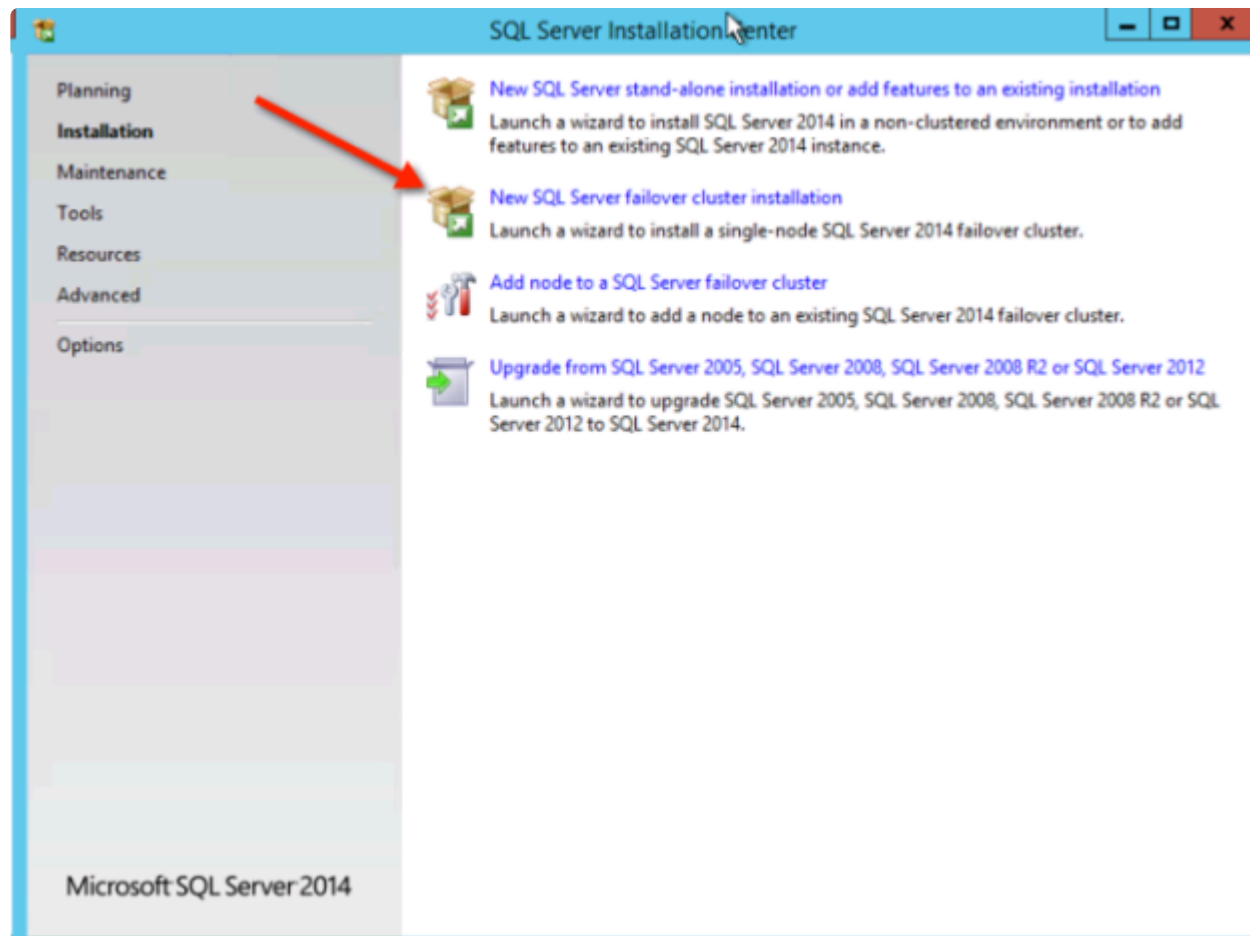 SQL Server Installation Center
Planning
Installation
Maintenance
Tools
Resources
Advanced
Options
New SQL Server stand-alone installation or add features to an existing installation
Launch a wizard to install SQL Server 2014 in a non-clustered environment or to add
features to an existing SQL Server 2014 instance.
New SQL Server failover cluster installation
Launch a wizard to install a single-node SQL Server 2014 failover cluster.
Add node to a SQL Server failover cluster
Launch a wizard to add a node to an existing SQL Server 2014 failover cluster.
Upgrade from SQL Server 2005, SQL Server 2008, SQL Server 2008 R2 or SQL Server 2012
Launch a wizard to upgrade SQL Server 2005, SQL Server 2008, SQL Server 2008 R2 or SQL
Server 2012 to SQL Server 2014.
Microsoft SQL Server 2014